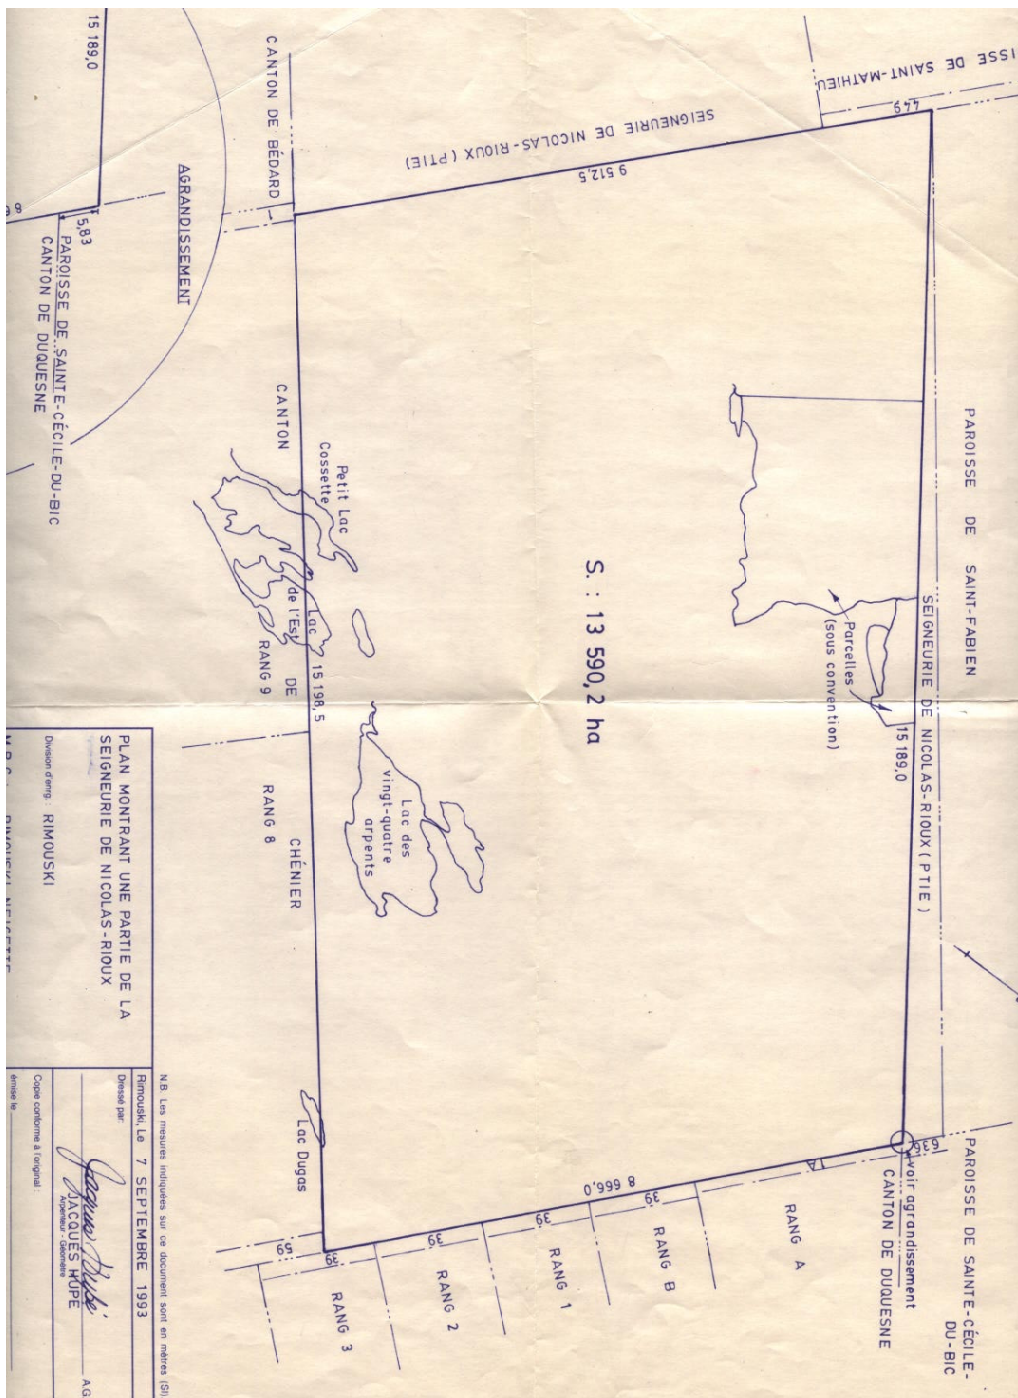 ISSE DE SAINT-MATHIEU
449
SEIGNEURIE DE NICOLAS-RIOUX (PTIE)
9 512,5
PAROISSE DE SAINT-FABIEN
SEIGNEURIE DE NICOLAS-RIOUX (PTIE)
15 189,0
Parcelles
(sous convention)
S. : 13 590,2 ha
PAROISSE DE SAINTE-CÉCILE-
DU-BIC
636
voir agrandissement
CANTON DE DUQUESNE
1A
RANG A
8 666,0
39
RANG B
39
RANG 1
39
RANG 2
38
RANG 3
59
Lac Dugas
Lac des
vingt-quatre
arpents
Petit Lac
Cossette
Lac
de l'Est
15 198,5
CANTON DE CHÉNIER
RANG 9
RANG 8
CANTON DE BÉDARD
1
AGRANDISSEMENT
15 189,0
5,83
PAROISSE DE SAINTE-CÉCILE-DU-BIC
CANTON DE DUQUESNE
PLAN MONTRANT UNE PARTIE DE LA
SEIGNEURIE DE NICOLAS-RIOUX
Division d'enrg.: RIMOUSKI
N.B. Les mesures indiquées sur ce document sont en mètres (SI)
Rimouski, Le 7 SEPTEMBRE 1993
Dressé par:
JACQUES HUPÉ
Arpenteur-Géomètre
A.G.
Copie conforme à l'original:
émise le